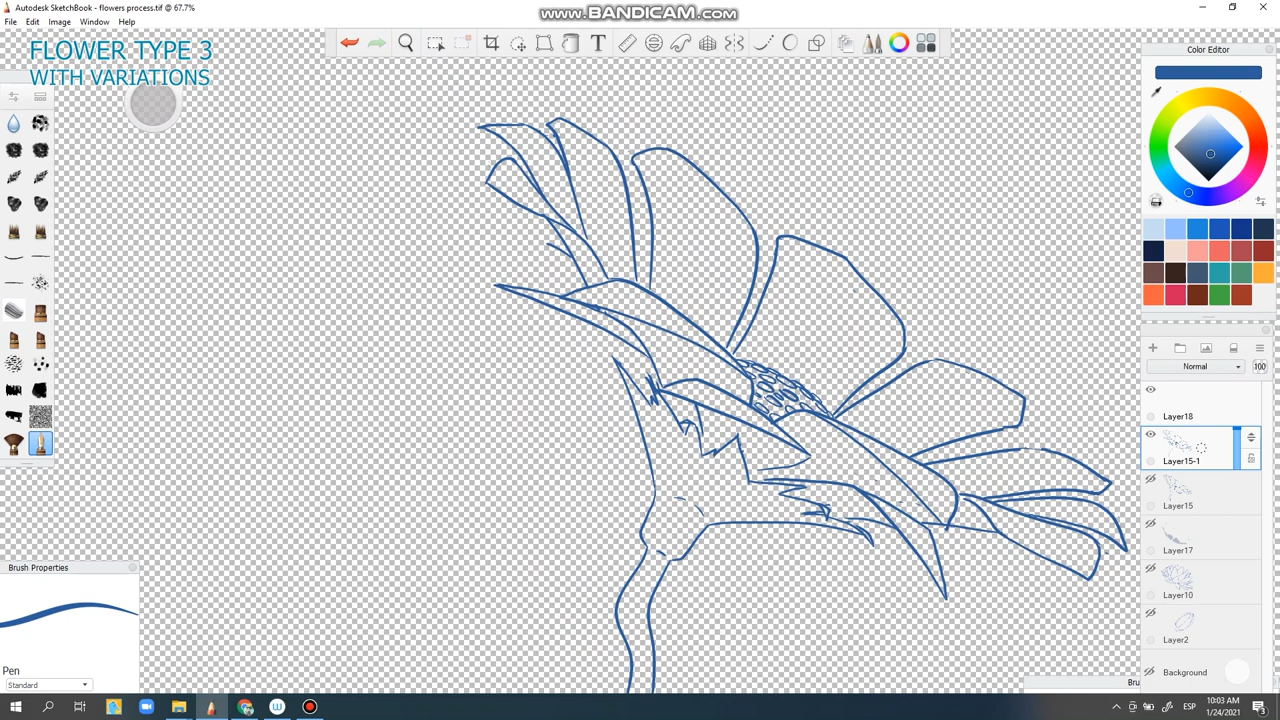 Autodesk SketchBook - flowers process.tif @ 67.7%
www.BANDICAM.com
File Edit Image Window Help
FLOWER TYPE 3
WITH VARIATIONS
Color Editor
Normal
100
Layer18
Layer15-1
Layer15
Layer17
Layer10
Layer2
Background
Brush Properties
Pen
Standard
Bru
ESP
10:03 AM
1/24/2021
3